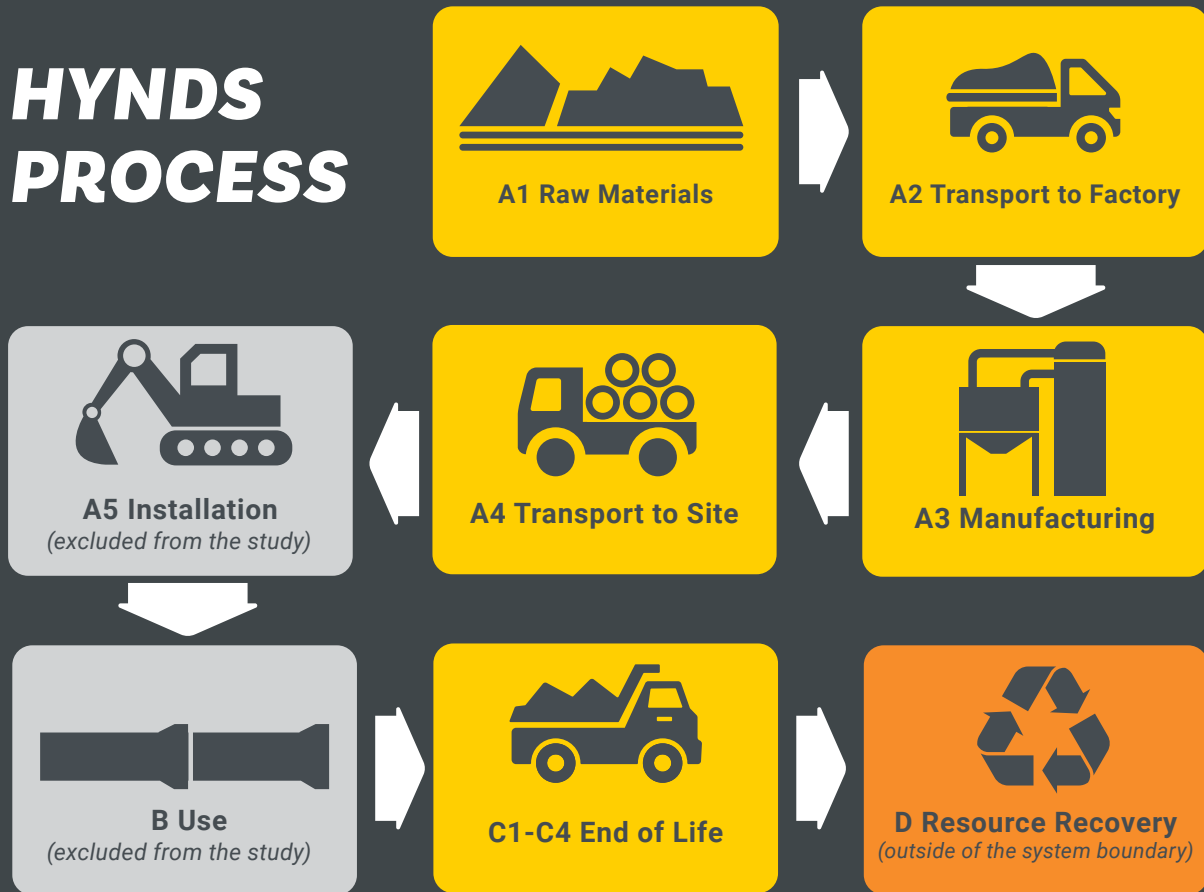 HYNDS
PROCESS
A1 Raw Materials
A2 Transport to Factory
A5 Installation
(excluded from the study)
A4 Transport to Site
A3 Manufacturing
B Use
(excluded from the study)
C1-C4 End of Life
D Resource Recovery
(outside of the system boundary)